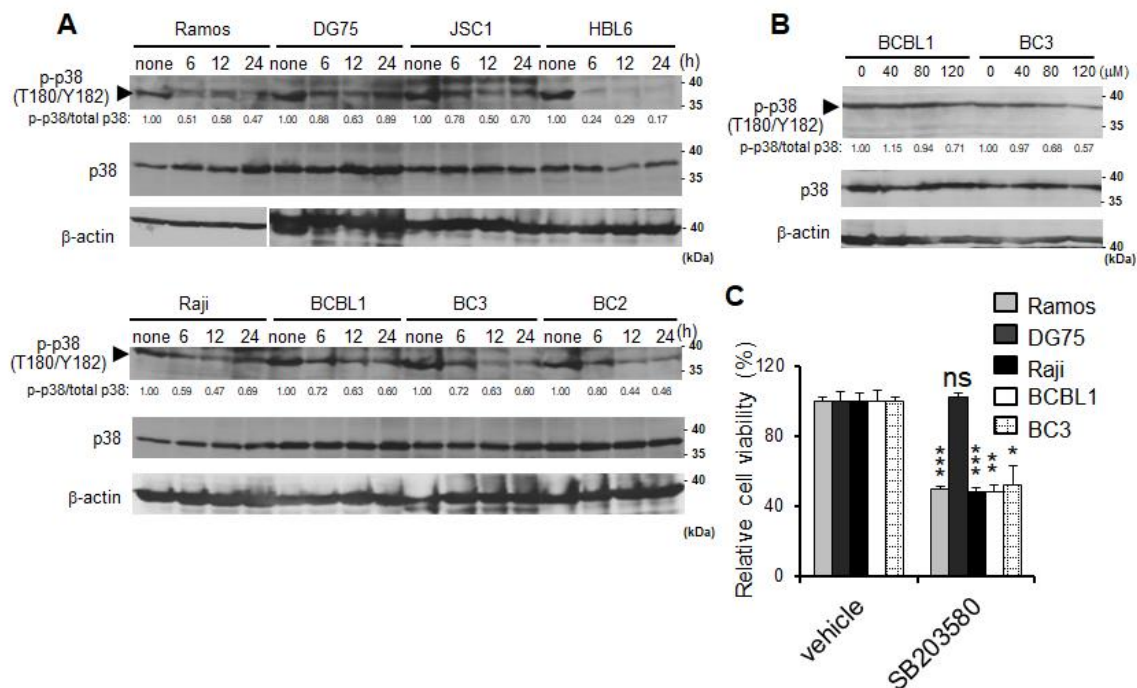 A
Ramos DG75 JSC1 HBL6
none 6 12 24 none 6 12 24 none 6 12 24 none 6 12 24 (h)
p-p38
(T180/Y182)
40
35
p-p38/total p38: 1.00 0.51 0.58 0.47 1.00 0.88 0.63 0.89 1.00 0.78 0.50 0.70 1.00 0.24 0.29 0.17
p38
40
35
β-actin
40
(kDa)
Raji BCBL1 BC3 BC2
none 6 12 24 none 6 12 24 none 6 12 24 none 6 12 24 (h)
p-p38
(T180/Y182)
40
35
p-p38/total p38: 1.00 0.59 0.47 0.69 1.00 0.72 0.63 0.60 1.00 0.72 0.63 0.60 1.00 0.80 0.44 0.46
p38
40
35
β-actin
40
(kDa)
B
BCBL1 BC3
0 40 80 120 0 40 80 120 (μM)
p-p38
(T180/Y182)
40
35
p-p38/total p38: 1.00 1.15 0.94 0.71 1.00 0.97 0.68 0.57
p38
40
35
β-actin
40
(kDa)
C
Ramos
DG75
Raji
BCBL1
BC3
Relative cell viability (%)
120
80
40
0
***
ns
***
**
*
vehicle
SB203580